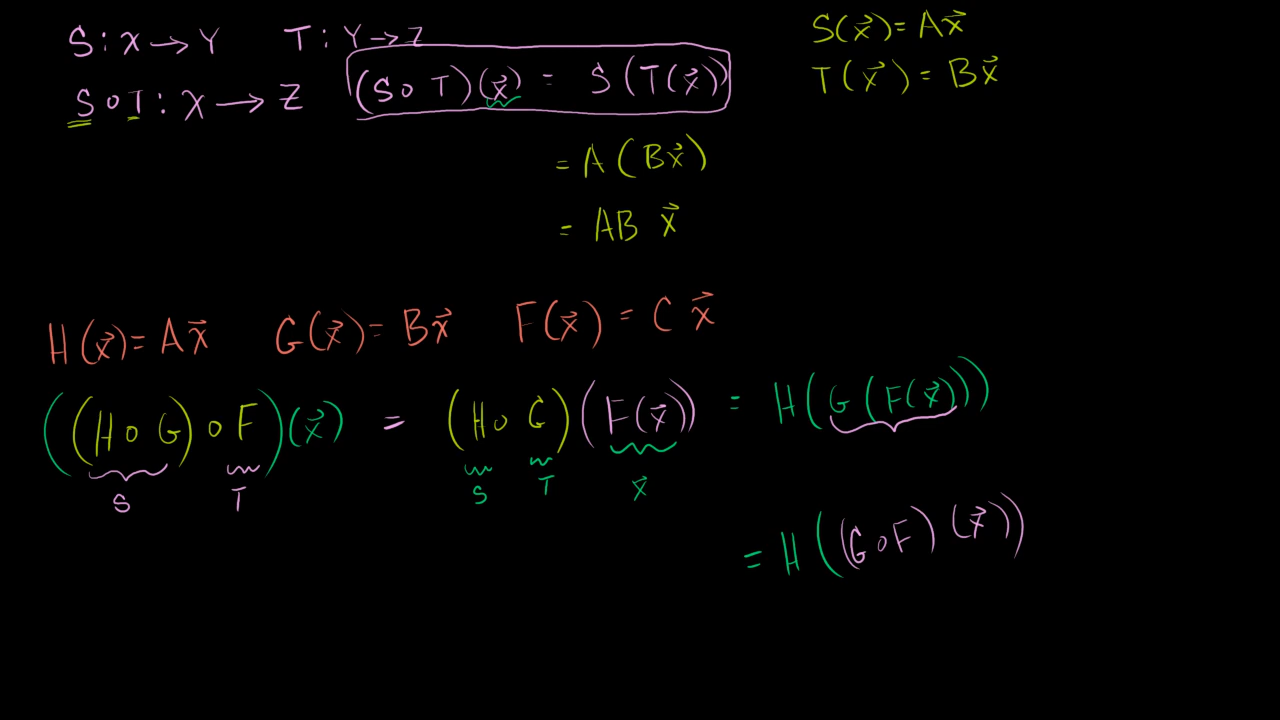 S : X → Y T : Y → Z S(x⃗) = Ax⃗
S o T : X → Z (S o T)(x⃗) = S(T(x⃗)) T(x⃗) = Bx⃗
= A(Bx⃗)
= AB x⃗
H(x⃗) = Ax⃗ G(x⃗) = Bx⃗ F(x⃗) = C x⃗
((H o G) o F)(x⃗) = (H o G)(F(x⃗)) = H(G(F(x⃗)))
S T S T x⃗
= H((G o F)(x⃗))